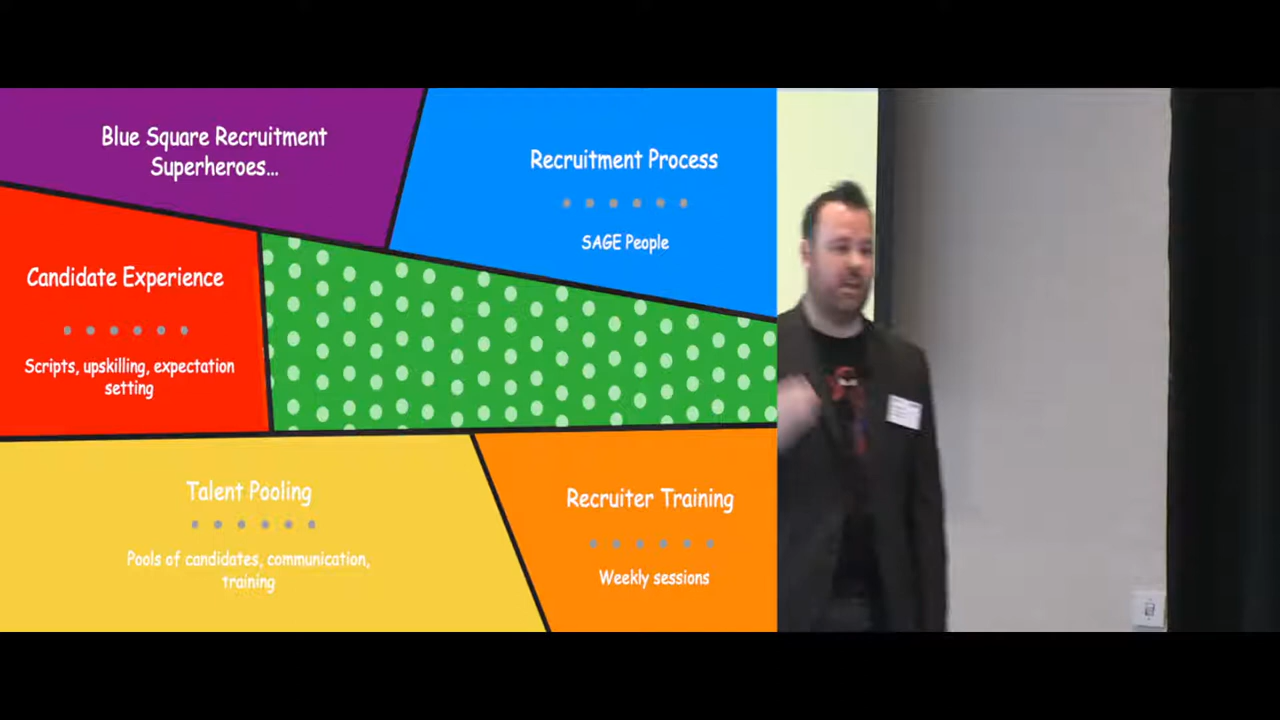 Blue Square Recruitment
Superheroes...
Recruitment Process
SAGE People
Candidate Experience
Scripts, upskilling, expectation
setting
Talent Pooling
Pools of candidates, communication,
training
Recruiter Training
Weekly sessions